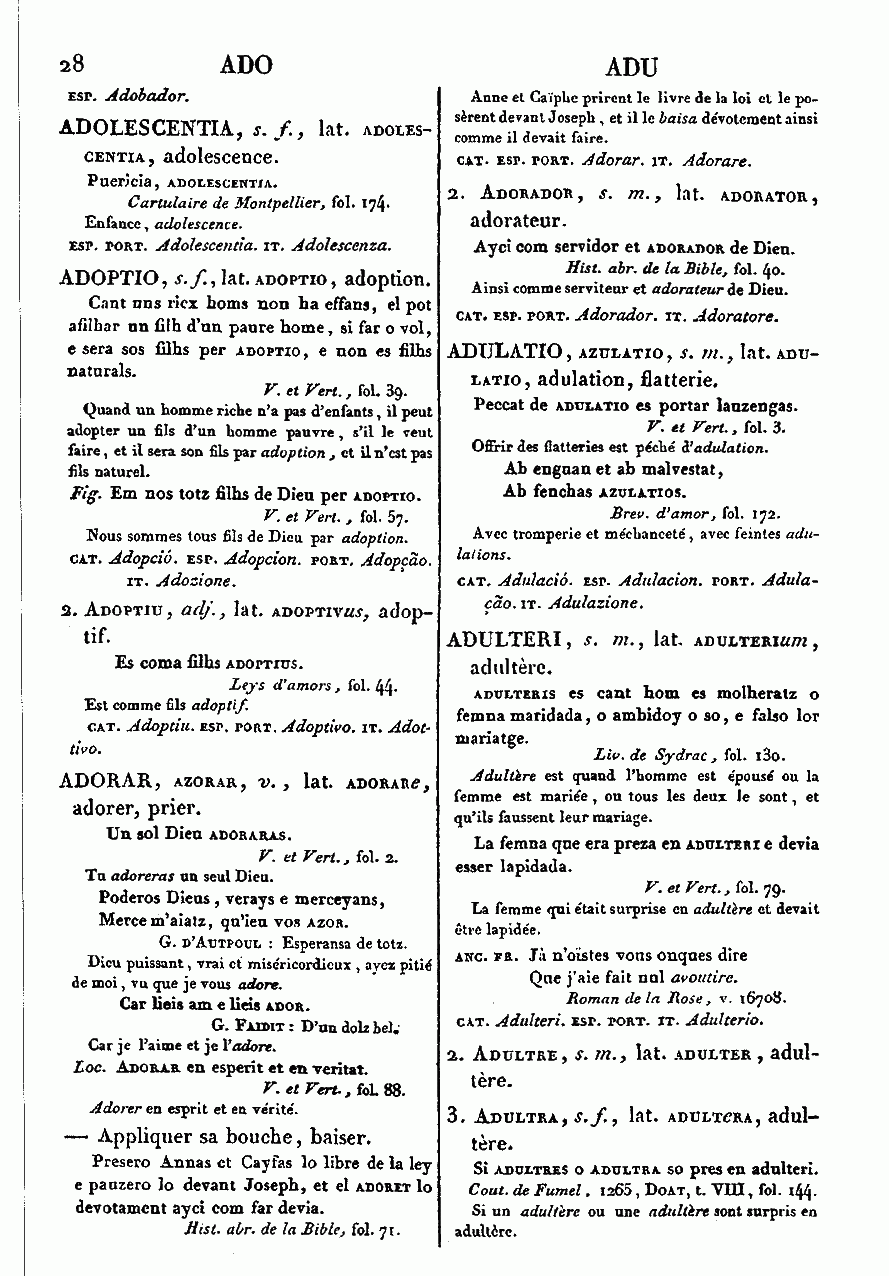 28 ADO ADU
ESP. Adobador.
ADOLESCENTIA, s. f., lat. ADOLES-
CENTIA, adolescence.
Puericia, ADOLESCENTIA.
Cartulaire de Montpellier, fol. 174.
Enfance, adolescence.
ESP. PORT. Adolescentia. IT. Adolescenza.
ADOPTIO, s. f., lat. ADOPTIO, adoption.
Cant uns ricx homs non ha effans, el pot
afilhar un filh d'un paure home, si far o vol,
e sera sos filhs per ADOPTIO, e non es filhs
naturals.
V. et Vert., fol. 39.
Quand un homme riche n'a pas d'enfants, il peut
adopter un fils d'un homme pauvre, s'il le veut
faire, et il sera son fils par adoption, et il n'est pas
fils naturel.
Fig. Em nos totz filhs de Dieu per ADOPTIO.
V. et Vert., fol. 57.
Nous sommes tous fils de Dieu par adoption.
CAT. Adopció. ESP. Adopcion. PORT. Adopção.
IT. Adozione.
2. ADOPTIU, adj., lat. ADOPTIVus, adop-
tif.
Es coma filhs ADOPTIUS.
Leys d'amors, fol. 44.
Est comme fils adoptif.
CAT. Adoptiu. ESP. PORT. Adoptivo. IT. Adot-
tivo.
ADORAR, AZORAR, v., lat. ADORARe,
adorer, prier.
Un sol Dieu ADORARAS.
V. et Vert., fol. 2.
Tu adoreras un seul Dieu.
Poderos Dieus, verays e merceyans,
Merce m'aiatz, qu'ieu vos AZOR.
G. D'AUTPOUL : Esperansa de totz.
Dieu puissant, vrai et miséricordieux, ayez pitié
de moi, vu que je vous adore.
Car lieis am e lieis ADOR.
G. FAIDIT : D'un dolz bel.
Car je l'aime et je l'adore.
Loc. ADORAR en esperit et en veritat.
V. et Vert., fol. 88.
Adorer en esprit et en vérité.
— Appliquer sa bouche, baiser.
Presero Annas et Cayfas lo libre de la ley
e pauzero lo devant Joseph, et el ADORET lo
devotament ayci com far devia.
Hist. abr. de la Bible, fol. 71.
Anne et Caïphe prirent le livre de la loi et le po-
sèrent devant Joseph, et il le baisa dévotement ainsi
comme il devait faire.
CAT. ESP. PORT. Adorar. IT. Adorare.
2. ADORADOR, s. m., lat. ADORATOR,
adorateur.
Ayci com servidor et ADORADOR de Dieu.
Hist. abr. de la Bible, fol. 40.
Ainsi comme serviteur et adorateur de Dieu.
CAT. ESP. PORT. Adorador. IT. Adoratore.
ADULATIO, AZULATIO, s. m., lat. ADU-
LATIO, adulation, flatterie.
Peccat de ADULATIO es portar lauzengas.
V. et Vert., fol. 3.
Offrir des flatteries est péché d'adulation.
Ab engnan et ab malvestat,
Ab fenchas AZULATIOS.
Brev. d'amor, fol. 172.
Avec tromperie et méchanceté, avec feintes adu-
lations.
CAT. Adulació. ESP. Adulacion. PORT. Adula-
ção. IT. Adulazione.
ADULTERI, s. m., lat. ADULTERIum,
adultère.
ADULTERIS es cant hom es molheratz o
femna maridada, o ambidoy o so, e falso lor
mariatge.
Liv. de Sydrac, fol. 130.
Adultère est quand l'homme est épousé ou la
femme est mariée, ou tous les deux le sont, et
qu'ils faussent leur mariage.
La femna que era preza en ADULTERI e devia
esser lapidada.
V. et Vert., fol. 79.
La femme qui était surprise en adultère et devait
être lapidée.
ANC. FR. Jà n'oïstes vons onques dire
Que j'aie fait nul avoutire.
Roman de la Rose, v. 16708.
CAT. Adulteri. ESP. PORT. IT. Adulterio.
2. ADULTRE, s. m., lat. ADULTER, adul-
tère.
3. ADULTRA, s. f., lat. ADULTeRA, adul-
tère.
Si ADULTRES O ADULTRA so pres en adulteri.
Cout. de Fumel. 1265, DOAT, t. VIII, fol. 144.
Si un adultère ou une adultère sont surpris en
adultère.